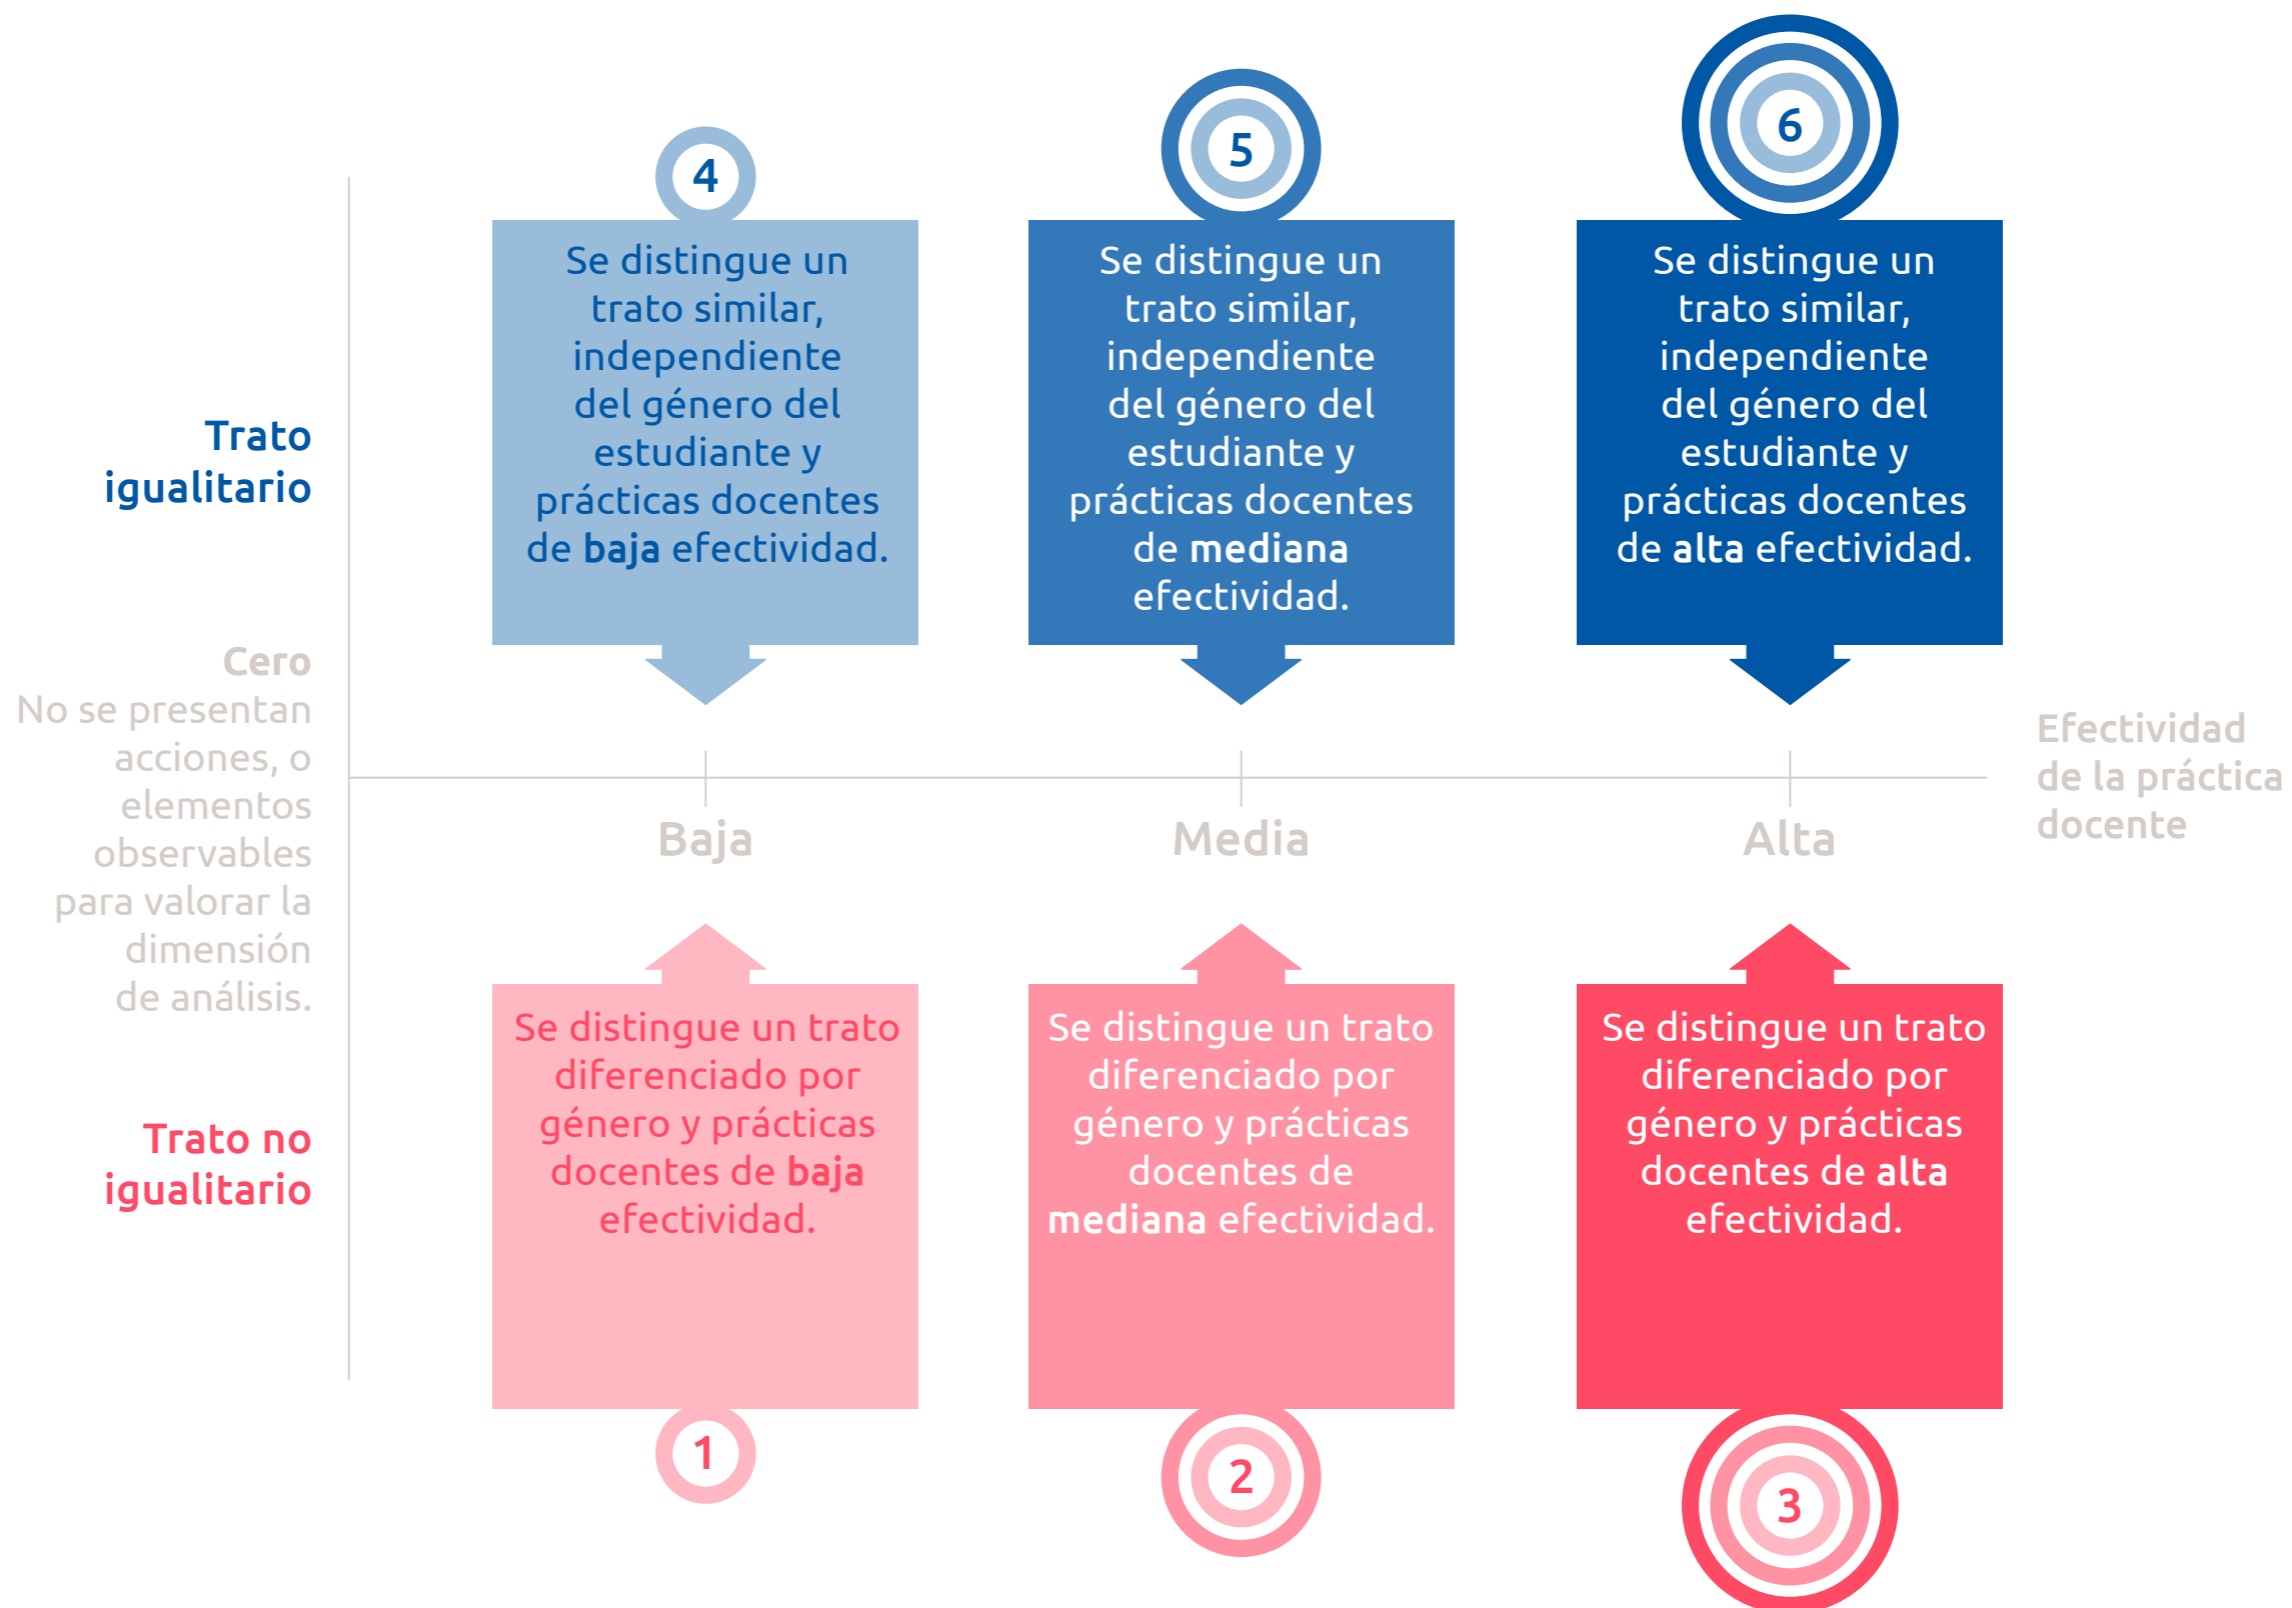 4
Se distingue un
trato similar,
independiente
del género del
estudiante y
prácticas docentes
de baja efectividad.
5
Se distingue un
trato similar,
independiente
del género del
estudiante y
prácticas docentes
de mediana
efectividad.
6
Se distingue un
trato similar,
independiente
del género del
estudiante y
prácticas docentes
de alta efectividad.
Trato
igualitario
Cero
No se presentan
acciones, o
elementos
observables
para valorar la
dimensión
de análisis.
Baja
Media
Alta
Efectividad
de la práctica
docente
Trato no
igualitario
Se distingue un trato
diferenciado por
género y prácticas
docentes de baja
efectividad.
1
Se distingue un trato
diferenciado por
género y prácticas
docentes de
mediana efectividad.
2
Se distingue un trato
diferenciado por
género y prácticas
docentes de alta
efectividad.
3